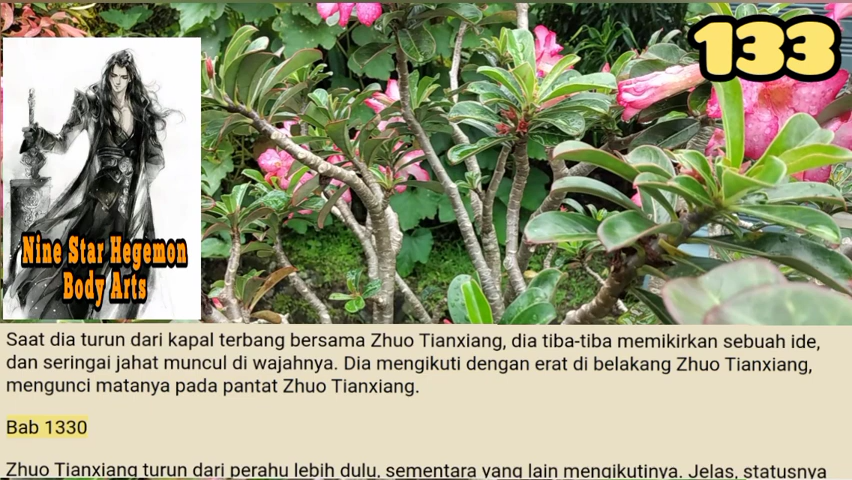 133
Nine Star Hegemon
Body Arts
Saat dia turun dari kapal terbang bersama Zhuo Tianxiang, dia tiba-tiba memikirkan sebuah ide,
dan seringai jahat muncul di wajahnya. Dia mengikuti dengan erat di belakang Zhuo Tianxiang,
mengunci matanya pada pantat Zhuo Tianxiang.
Bab 1330
Zhuo Tianxiang turun dari perahu lebih dulu, sementara yang lain mengikutinya. Jelas, statusnya